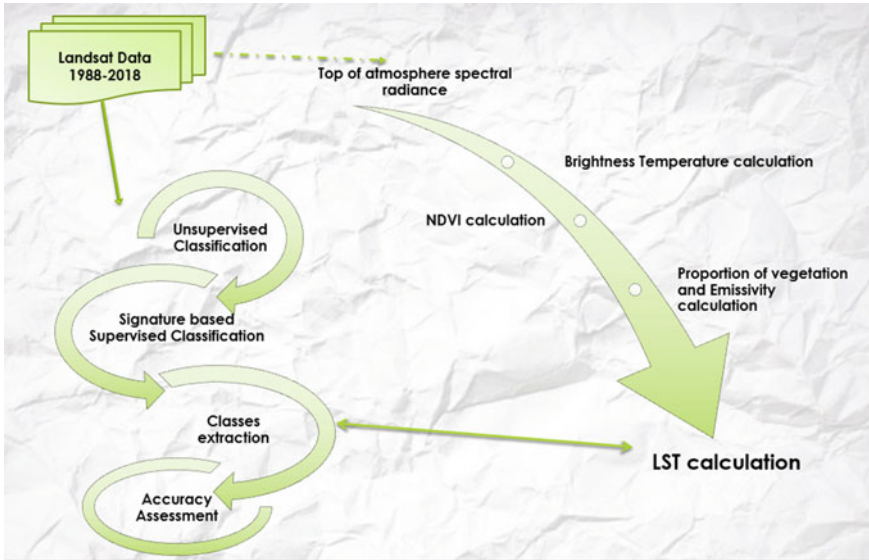 Landsat Data
1988-2018
Top of atmosphere spectral
radiance
Brightness Temperature calculation
NDVI calculation
Proportion of vegetation
and Emissivity
calculation
LST calculation
Unsupervised
Classification
Signature based
Supervised Classification
Classes
extraction
Accuracy
Assessment